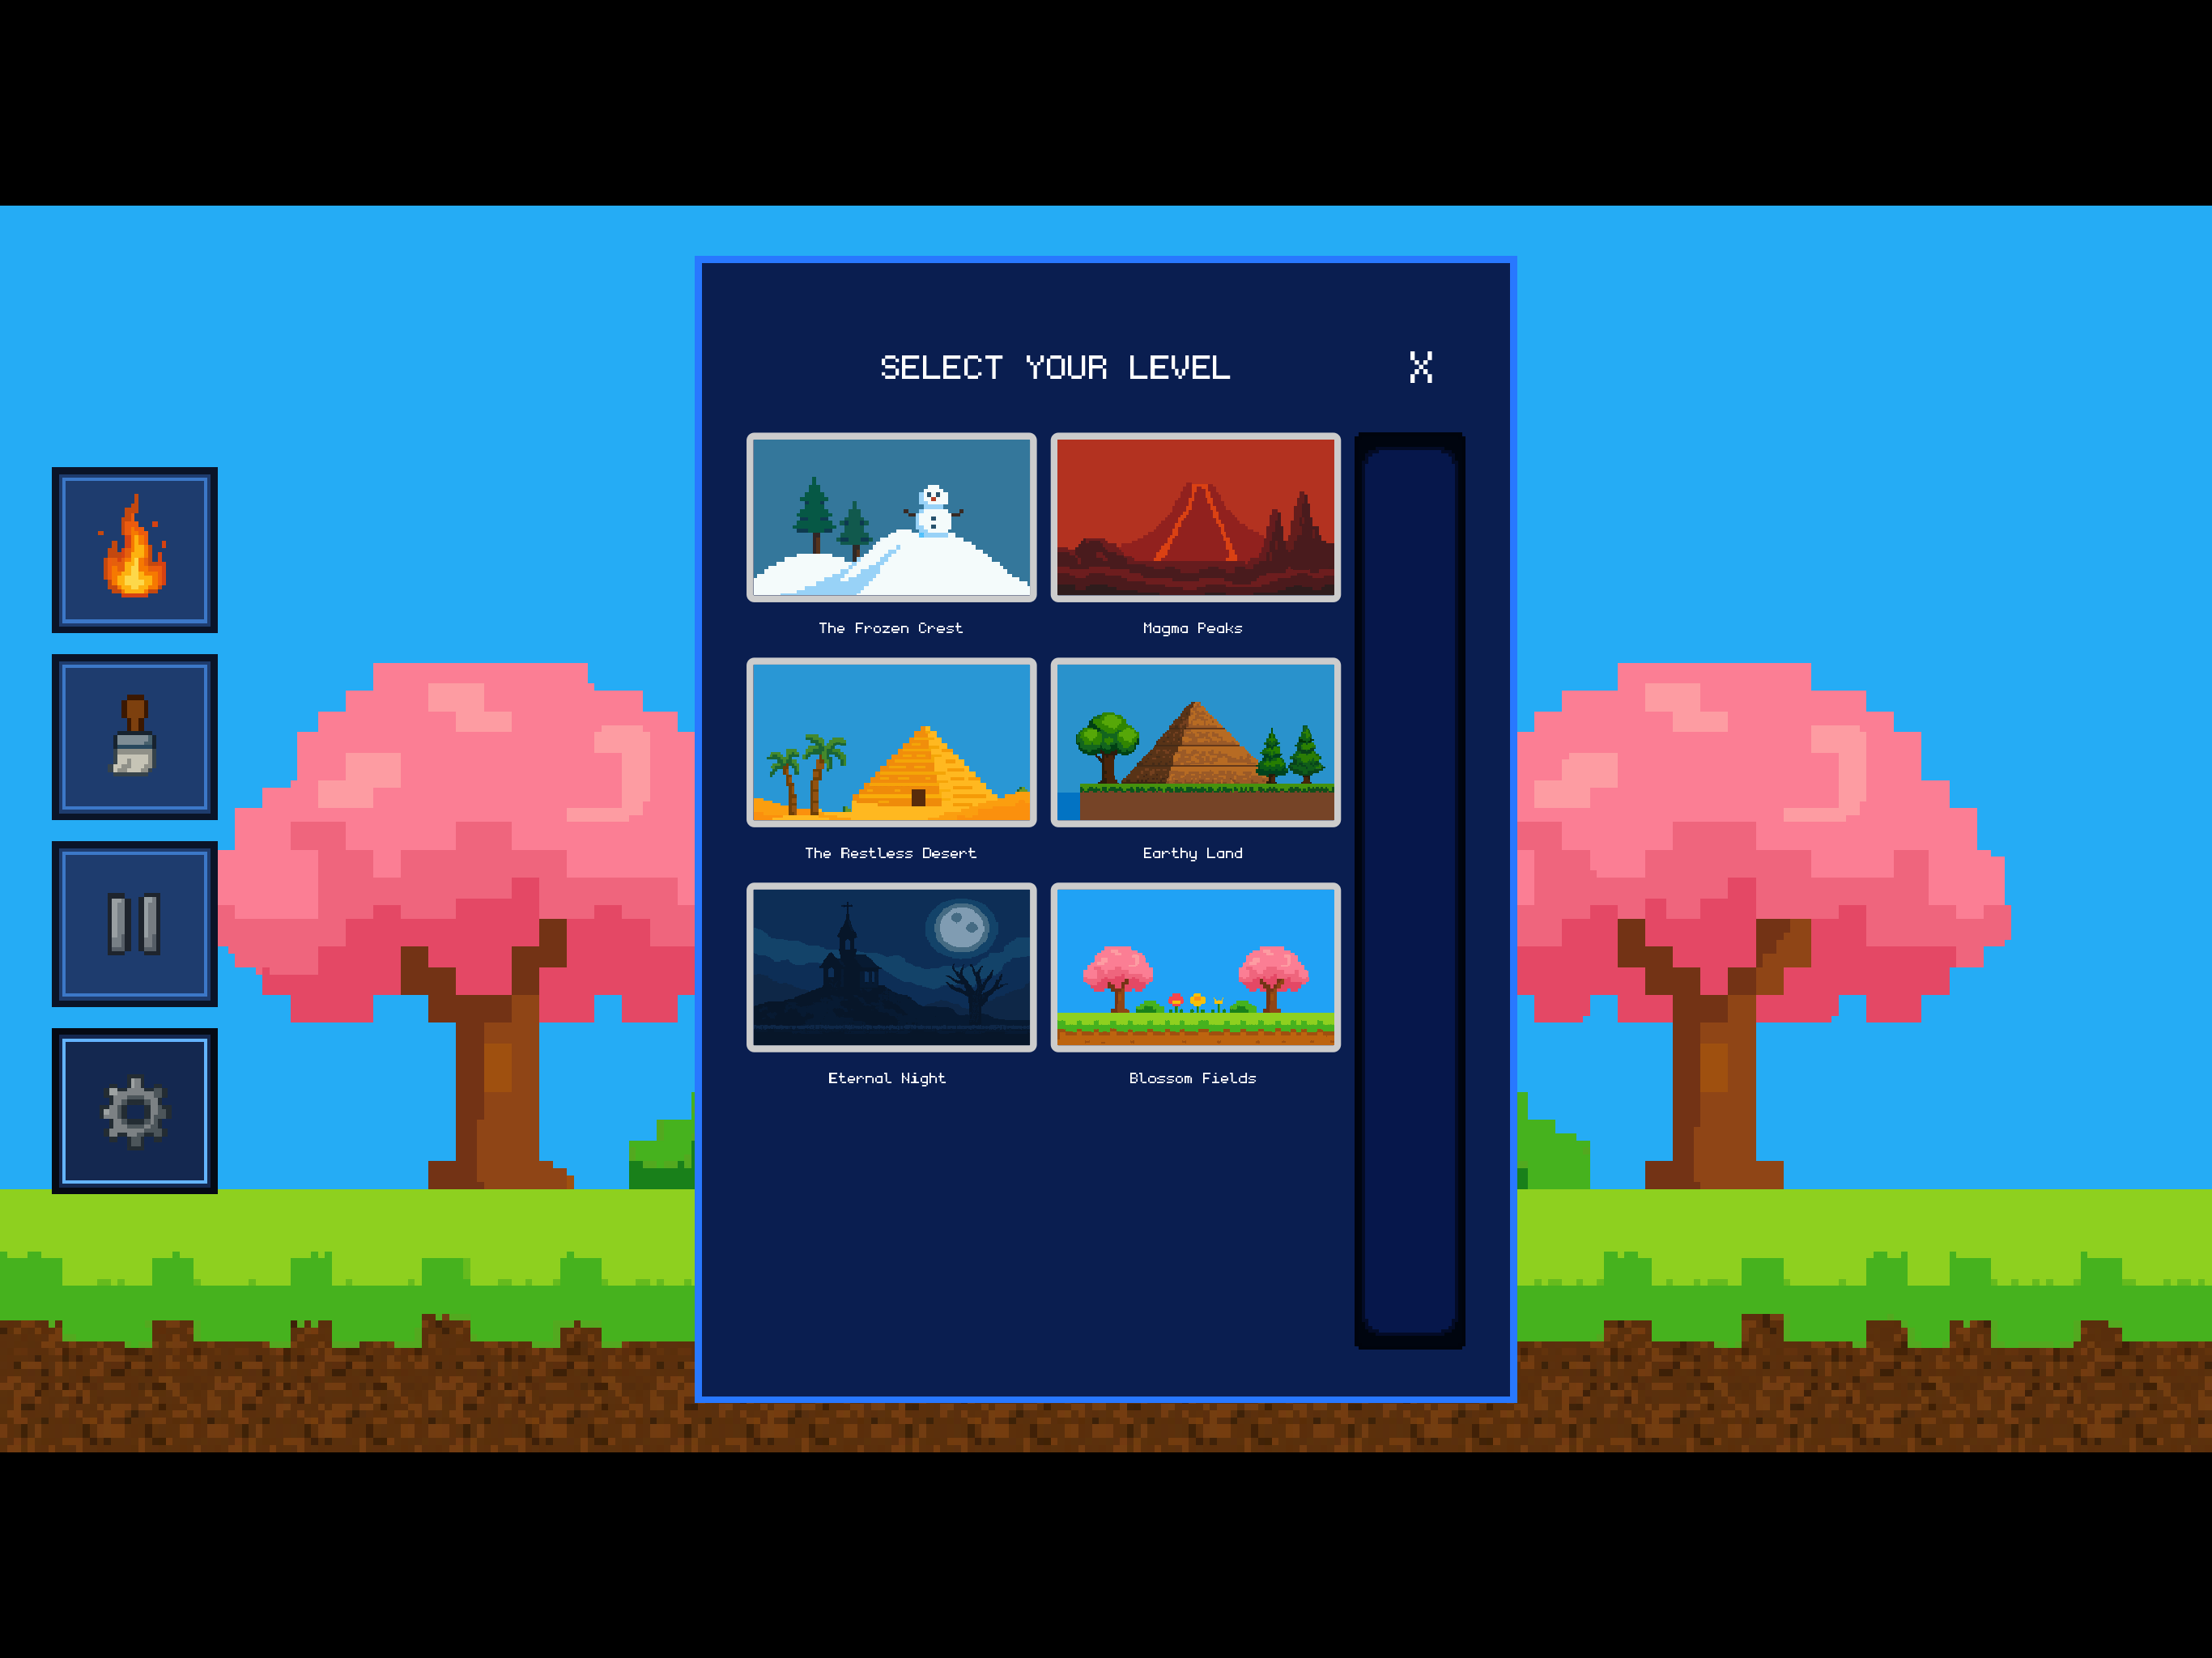 SELECT YOUR LEVEL
X
The Frozen Crest
Magma Peaks
The Restless Desert
Earthy Land
Eternal Night
Blossom Fields